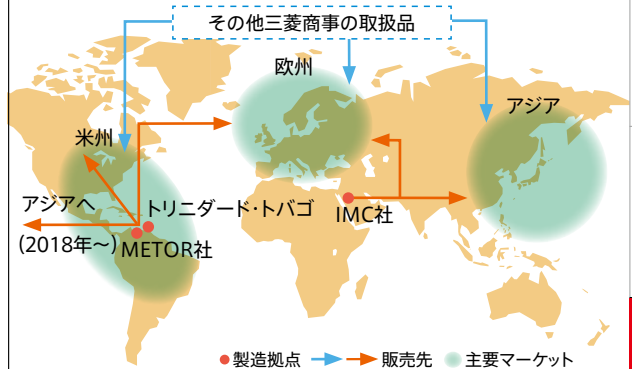 その他三菱商事の取扱品
欧州
アジア
米州
アジアへ
(2018年～)
トリニダード・トバゴ
METOR社
IMC社
製造拠点 販売先 主要マーケット